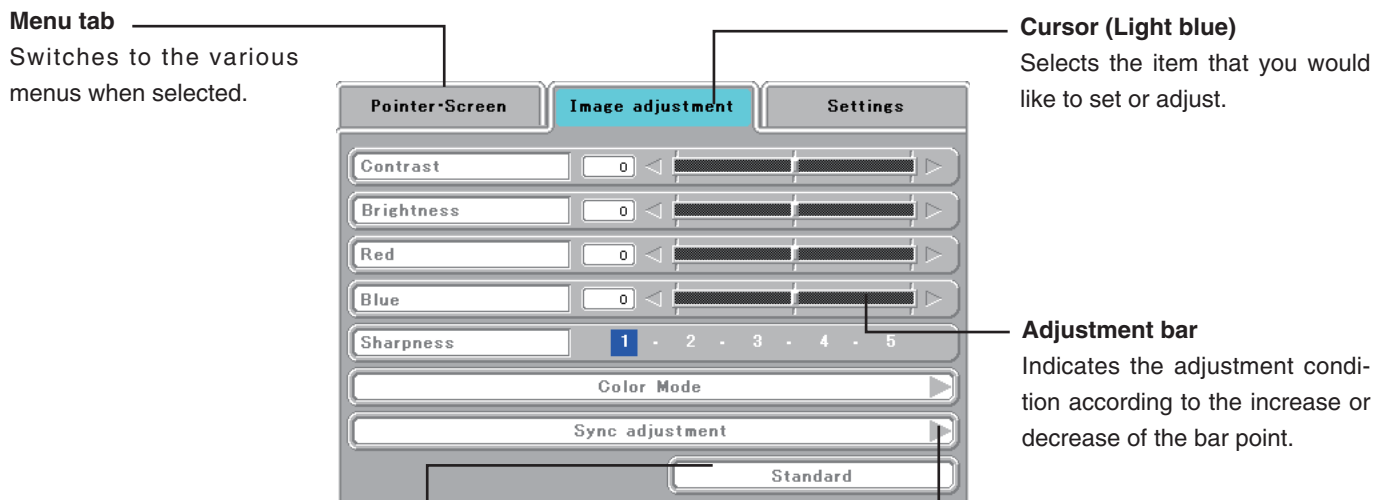 Menu tab
Switches to the various
menus when selected.
Cursor (Light blue)
Selects the item that you would
like to set or adjust.
Pointer·Screen
Image adjustment
Settings
Contrast 0
Brightness 0
Red 0
Blue 0
Sharpness 1 - 2 - 3 - 4 - 5
Color Mode
Sync adjustment
Standard
Adjustment bar
Indicates the adjustment condi-
tion according to the increase or
decrease of the bar point.